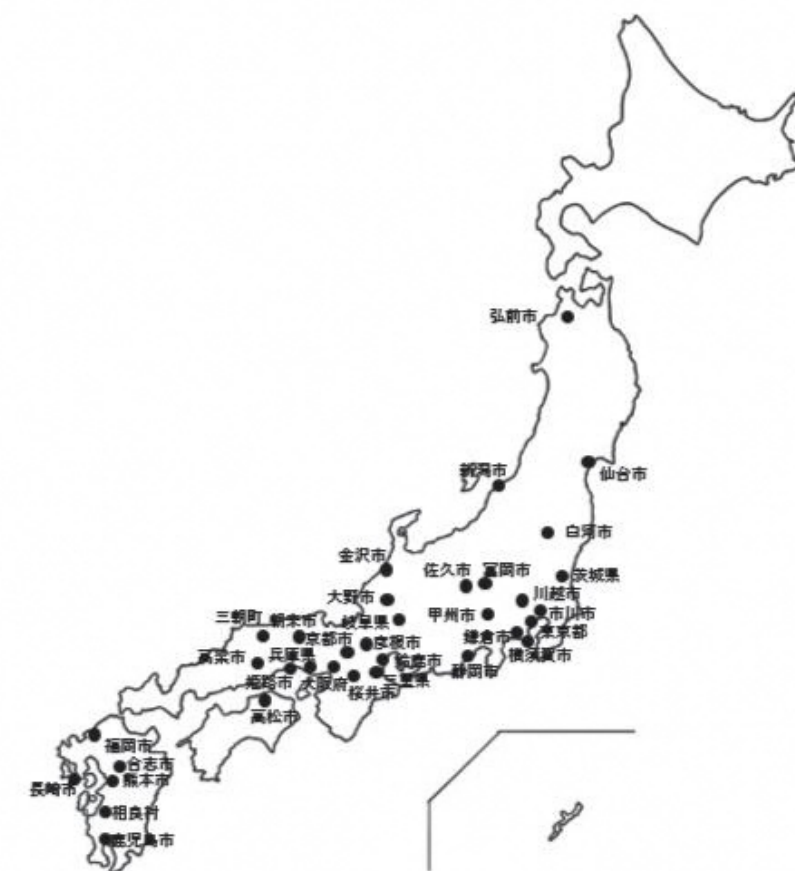 弘前市
新潟市
仙台市
白河市
金沢市
佐久市
富岡市
茨城県
大野市
川越市
三朝町
朝来市
岐阜県
甲州市
市川市
京都市
彦根市
鎌倉市
東京都
高梁市
兵庫県
鈴鹿市
静岡市
横須賀市
姫路市
大阪府
桜井市
三重県
高松市
福岡市
合志市
長崎市
熊本市
相良村
鹿児島市